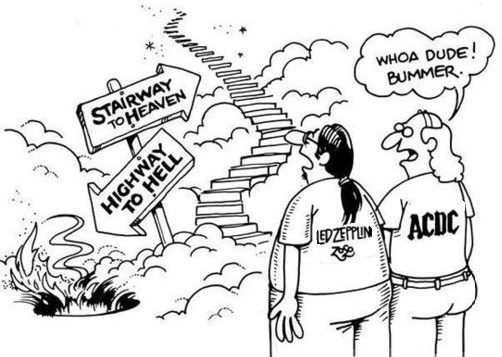 STAIRWAY
TO HEAVEN
HIGHWAY
TO HELL
WHOA DUDE!
BUMMER.
LED ZEPPLIN
ACDC